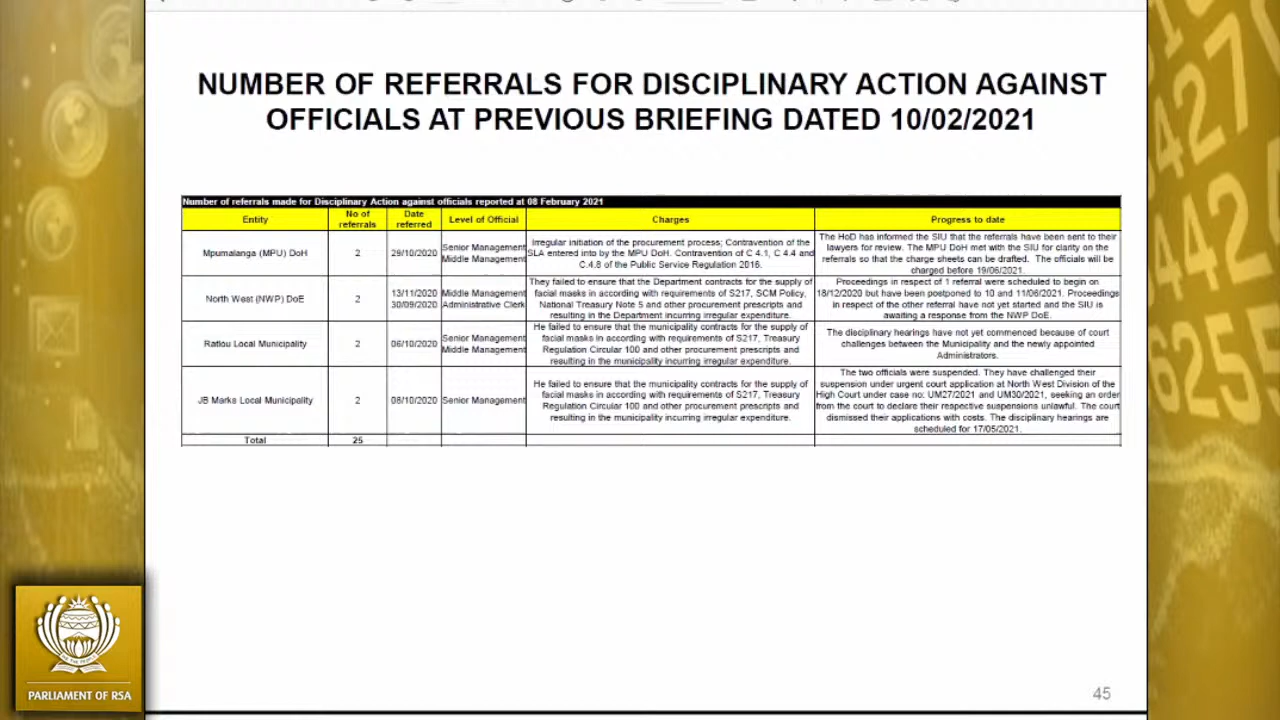 NUMBER OF REFERRALS FOR DISCIPLINARY ACTION AGAINST
OFFICIALS AT PREVIOUS BRIEFING DATED 10/02/2021
Number of referrals made for Disciplinary Action against officials reported at 08 February 2021
Entity
No of
referrals
Date
referred
Level of Official
Charges
Progress to date
Mpumalanga (MPU) DoH
2
29/10/2020
Senior Management
Middle Management
Irregular initiation of the procurement process; Contravention of the
SLA entered into by the MPU DoH. Contravention of C 4.1, C 4.4 and
C.4.8 of the Public Service Regulation 2016.
The HoD has informed the SIU that the referrals have been sent to their
lawyers for review. The MPU DoH met with the SIU for clarity on the
referrals so that the charge sheets can be drafted. The officials will be
charged before 19/06/2021.
North West (NWP) DoE
2
13/11/2020
30/09/2020
Middle Management
Administrative Clerk
They failed to ensure that the Department contracts for the supply of
facial masks in according with requirements of S217, SCM Policy,
National Treasury Note 5 and other procurement prescripts and
resulting in the Department incurring irregular expenditure.
Proceedings in respect of 1 referral were scheduled to begin on
18/12/2020 but have been postponed to 10 and 11/06/2021. Proceedings
in respect of the other referral have not yet started and the SIU is
awaiting a response from the NWP DoE.
Ratlou Local Municipality
2
06/10/2020
Senior Management
Middle Management
He failed to ensure that the municipality contracts for the supply of
facial masks in according with requirements of S217, Treasury
Regulation Circular 100 and other procurement prescripts and
resulting in the municipality incurring irregular expenditure.
The disciplinary hearings have not yet commenced because of court
challenges between the Municipality and the newly appointed
Administrators.
JB Marks Local Municipality
2
08/10/2020
Senior Management
He failed to ensure that the municipality contracts for the supply of
facial masks in according with requirements of S217, Treasury
Regulation Circular 100 and other procurement prescripts and
resulting in the municipality incurring irregular expenditure.
The two officials were suspended. They have challenged their
suspension under urgent court application at North West Division of the
High Court under case no: UM27/2021 and UM30/2021, seeking an order
from the court to declare their respective suspensions unlawful. The court
dismissed their applications with costs. The disciplinary hearings are
scheduled for 17/05/2021.
Total
25
45
PARLIAMENT OF RSA
427
442
6255